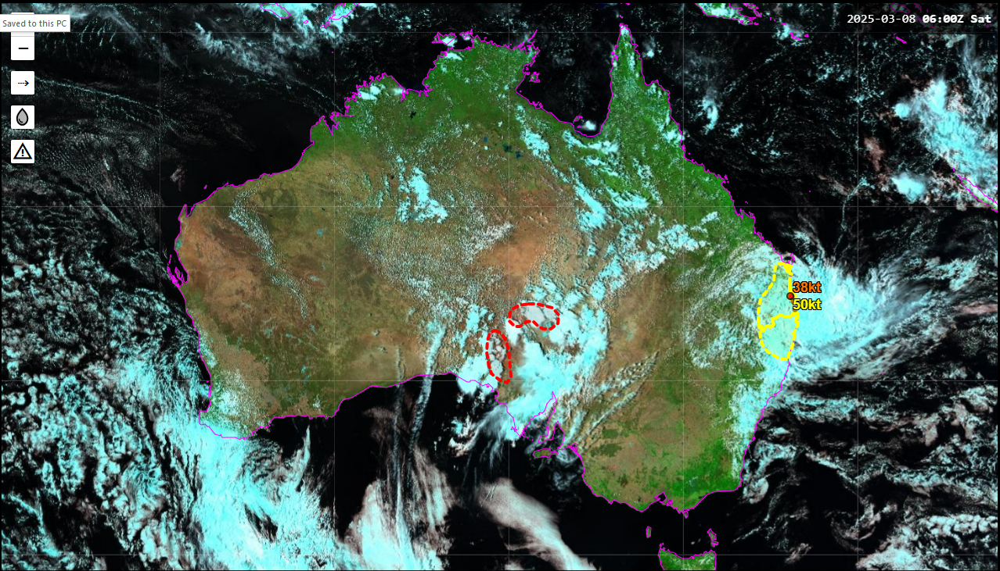 2025-03-08 06:00Z Sat
Saved to this PC
38kt
50kt